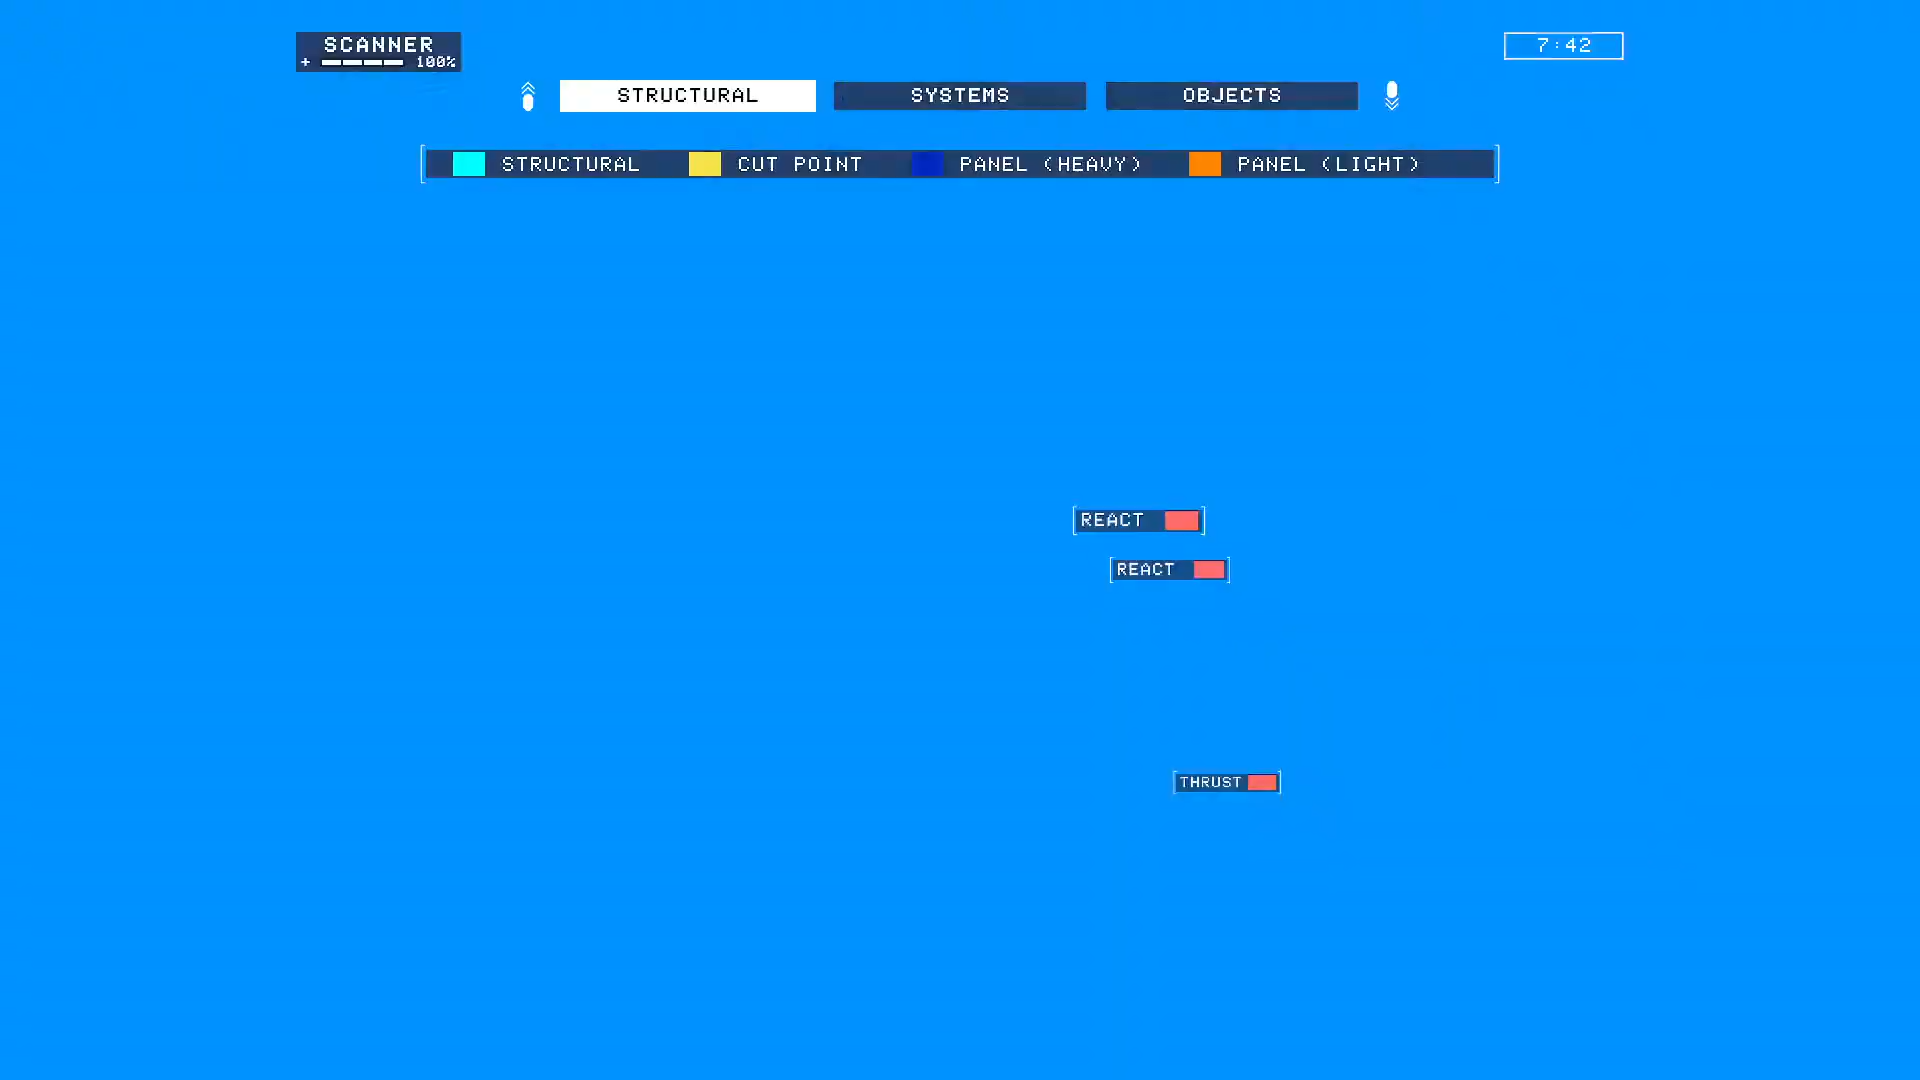 SCANNER
+ 100%
7:42
STRUCTURAL
SYSTEMS
OBJECTS
STRUCTURAL
CUT POINT
PANEL (HEAVY)
PANEL (LIGHT)
REACT
REACT
THRUST